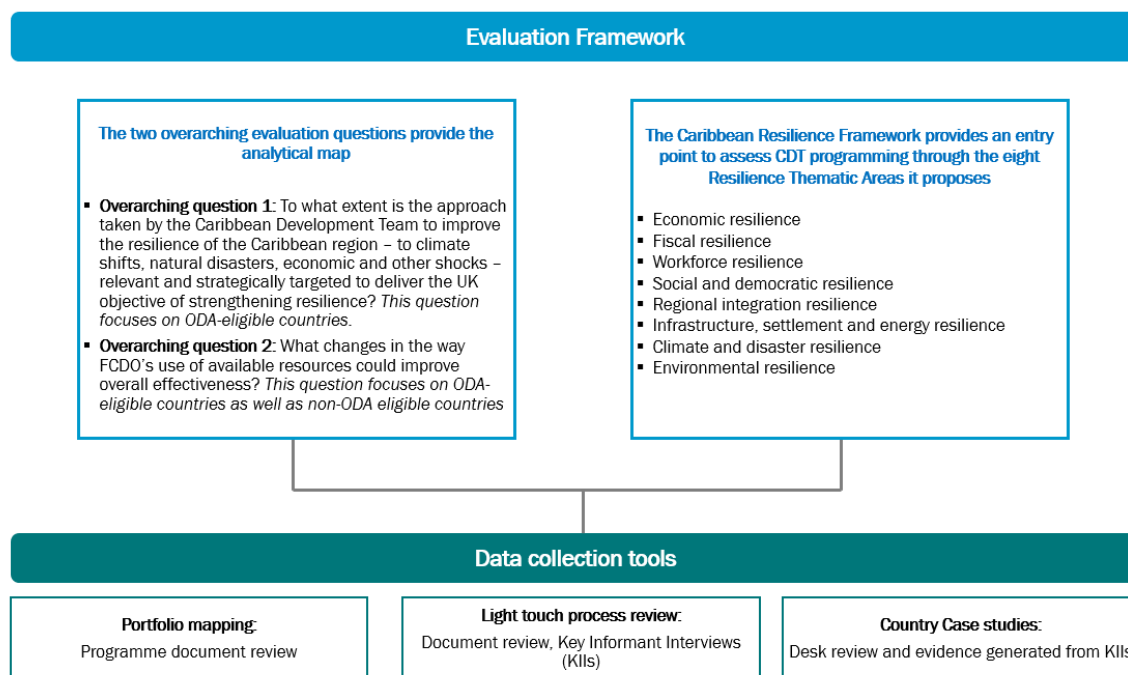 Evaluation Framework
The two overarching evaluation questions provide the
analytical map
▪ Overarching question 1: To what extent is the approach
taken by the Caribbean Development Team to improve
the resilience of the Caribbean region – to climate
shifts, natural disasters, economic and other shocks –
relevant and strategically targeted to deliver the UK
objective of strengthening resilience? This question
focuses on ODA-eligible countries.
▪ Overarching question 2: What changes in the way
FCDO’s use of available resources could improve
overall effectiveness? This question focuses on ODA-
eligible countries as well as non-ODA eligible countries
The Caribbean Resilience Framework provides an entry
point to assess CDT programming through the eight
Resilience Thematic Areas it proposes
▪ Economic resilience
▪ Fiscal resilience
▪ Workforce resilience
▪ Social and democratic resilience
▪ Regional integration resilience
▪ Infrastructure, settlement and energy resilience
▪ Climate and disaster resilience
▪ Environmental resilience
Data collection tools
Portfolio mapping:
Programme document review
Light touch process review:
Document review, Key Informant Interviews
(KIIs)
Country Case studies:
Desk review and evidence generated from KIIs